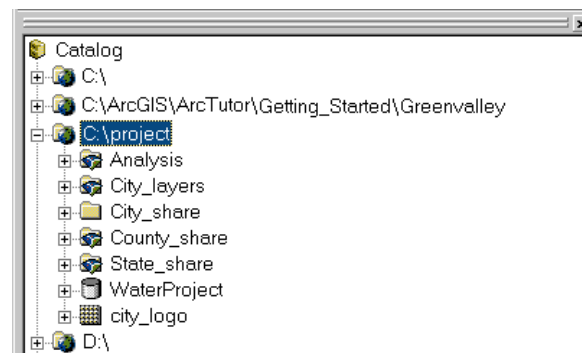 Catalog
C:\
C:\ArcGIS\ArcTutor\Getting_Started\Greenvalley
C:\project
Analysis
City_layers
City_share
County_share
State_share
WaterProject
city_logo
D:\